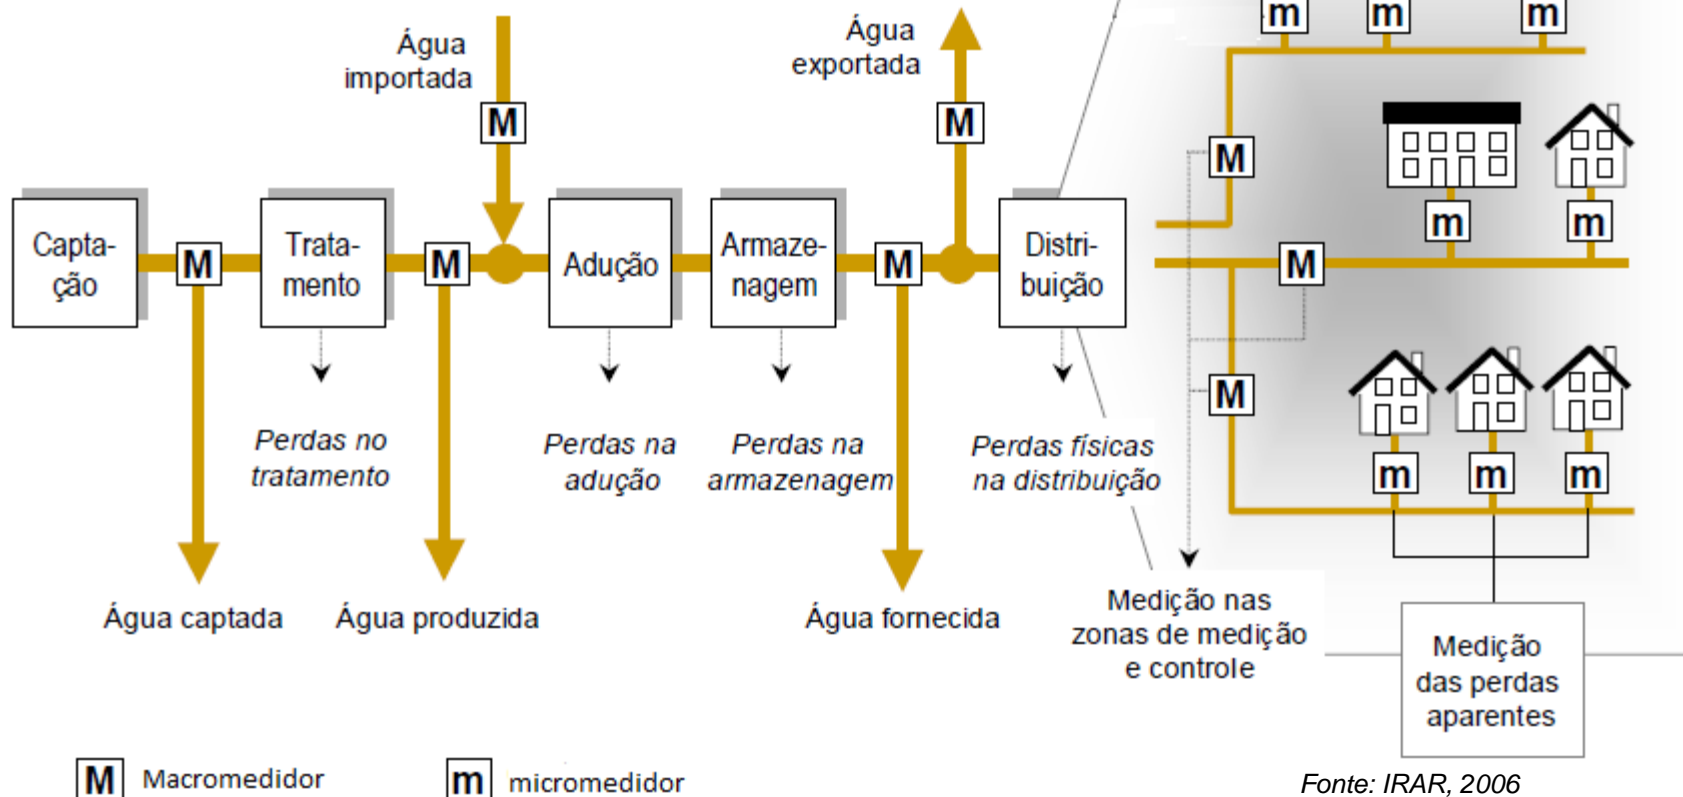 Água
importada
Água
exportada
m
m
m
M
M
M
m
m
Capta-
ção
M
Trata-
mento
M
Adução
Armaze-
nagem
M
Distri-
buição
M
M
Perdas no
tratamento
Perdas na
adução
Perdas na
armazenagem
Perdas físicas
na distribuição
m
m
m
Água captada
Água produzida
Água fornecida
Medição nas
zonas de medição
e controle
Medição
das perdas
aparentes
M Macromedidor
m micromedidor
Fonte: IRAR, 2006